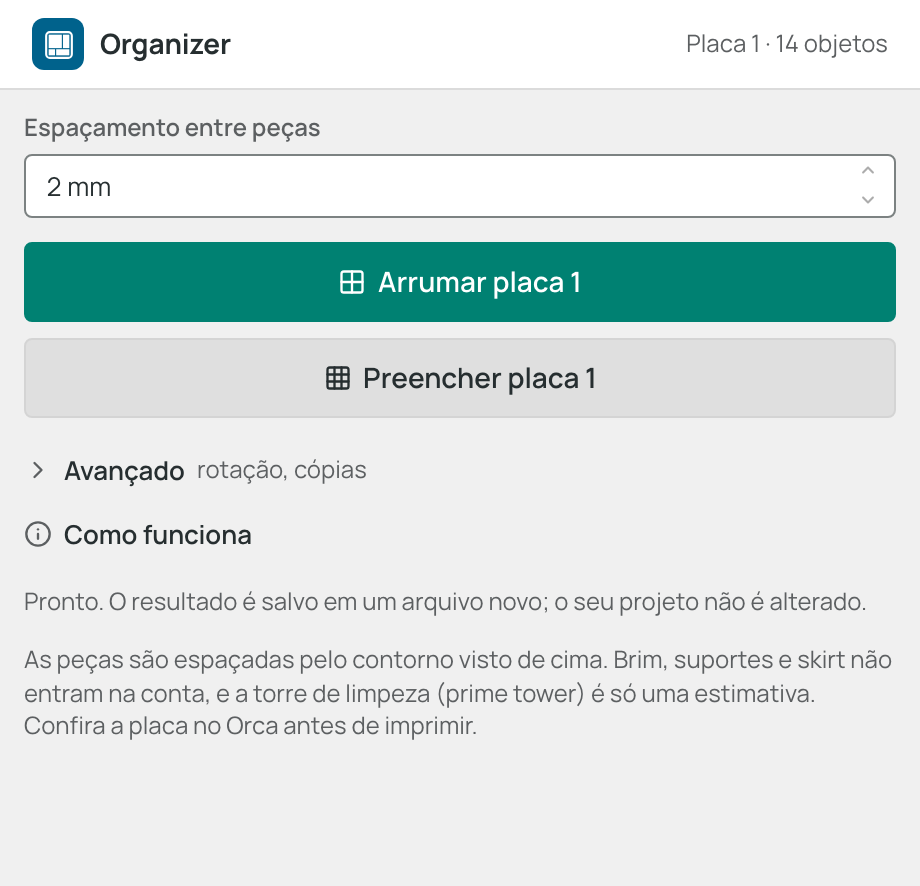 Organizer
Placa 1 · 14 objetos
Espaçamento entre peças
2 mm
Arrumar placa 1
Preencher placa 1
Avançado rotação, cópias
Como funciona
Pronto. O resultado é salvo em um arquivo novo; o seu projeto não é alterado.
As peças são espaçadas pelo contorno visto de cima. Brim, suportes e skirt não
entram na conta, e a torre de limpeza (prime tower) é só uma estimativa.
Confira a placa no Orca antes de imprimir.